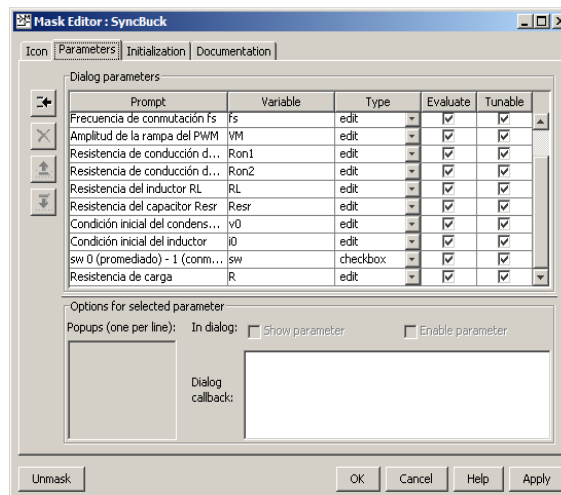 Mask Editor : SyncBuck
Icon Parameters Initialization Documentation
Dialog parameters
Prompt Variable Type Evaluate Tunable
Frecuencia de conmutación fs fs edit
Amplitud de la rampa del PWM VM edit
Resistencia de conducción d... Ron1 edit
Resistencia de conducción d... Ron2 edit
Resistencia del inductor RL RL edit
Resistencia del capacitor Resr Resr edit
Condición inicial del condens... v0 edit
Condición inicial del inductor i0 edit
sw 0 (promediado) - 1 (conm... sw checkbox
Resistencia de carga R edit
Options for selected parameter
Popups (one per line): In dialog: Show parameter Enable parameter
Dialog
callback:
Unmask OK Cancel Help Apply